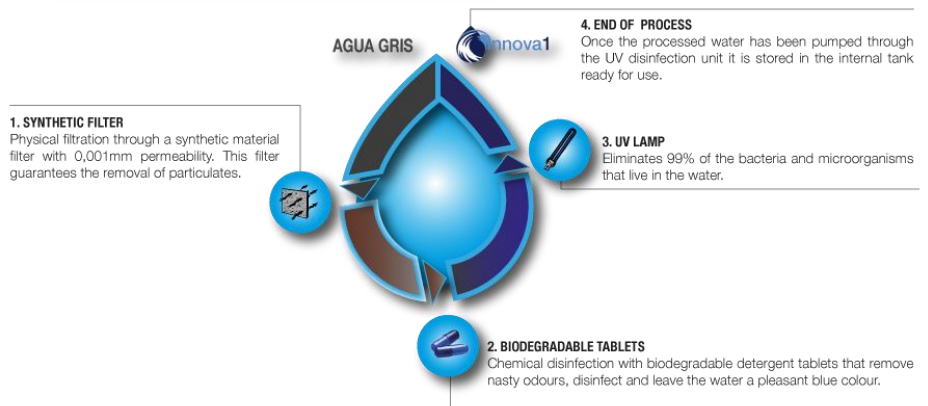 AGUA GRIS
innova1
4. END OF PROCESS
Once the processed water has been pumped through
the UV disinfection unit it is stored in the internal tank
ready for use.
1. SYNTHETIC FILTER
Physical filtration through a synthetic material
filter with 0,001mm permeability. This filter
guarantees the removal of particulates.
3. UV LAMP
Eliminates 99% of the bacteria and microorganisms
that live in the water.
2. BIODEGRADABLE TABLETS
Chemical disinfection with biodegradable detergent tablets that remove
nasty odours, disinfect and leave the water a pleasant blue colour.